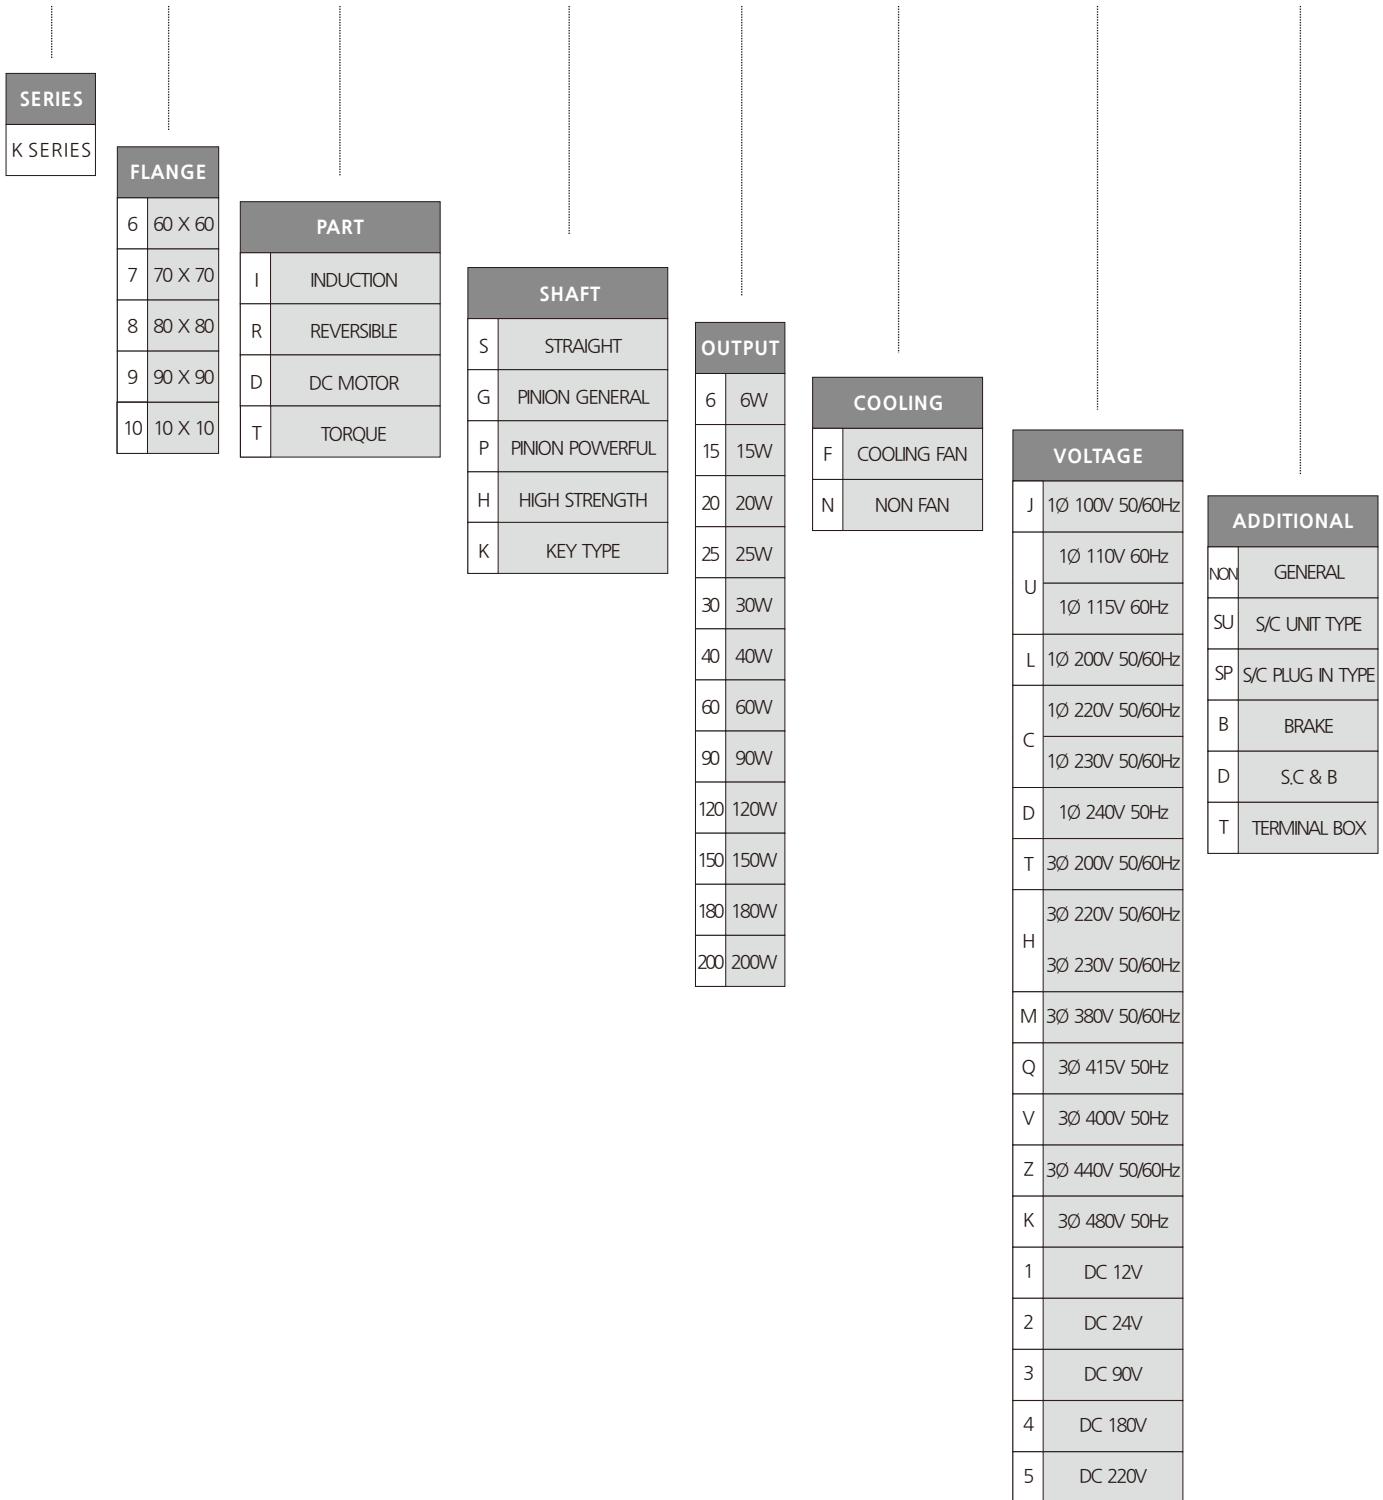 SERIES
K SERIES
FLANGE
6 60 X 60
7 70 X 70
8 80 X 80
9 90 X 90
10 10 X 10
PART
I INDUCTION
R REVERSIBLE
D DC MOTOR
T TORQUE
SHAFT
S STRAIGHT
G PINION GENERAL
P PINION POWERFUL
H HIGH STRENGTH
K KEY TYPE
OUTPUT
6 6W
15 15W
20 20W
25 25W
30 30W
40 40W
60 60W
90 90W
120 120W
150 150W
180 180W
200 200W
COOLING
F COOLING FAN
N NON FAN
VOLTAGE
J 1Ø 100V 50/60Hz
U 1Ø 110V 60Hz
1Ø 115V 60Hz
L 1Ø 200V 50/60Hz
C 1Ø 220V 50/60Hz
1Ø 230V 50/60Hz
D 1Ø 240V 50Hz
T 3Ø 200V 50/60Hz
H 3Ø 220V 50/60Hz
3Ø 230V 50/60Hz
M 3Ø 380V 50/60Hz
Q 3Ø 415V 50Hz
V 3Ø 400V 50Hz
Z 3Ø 440V 50/60Hz
K 3Ø 480V 50Hz
1 DC 12V
2 DC 24V
3 DC 90V
4 DC 180V
5 DC 220V
ADDITIONAL
NON GENERAL
SU S/C UNIT TYPE
SP S/C PLUG IN TYPE
B BRAKE
D S.C & B
T TERMINAL BOX